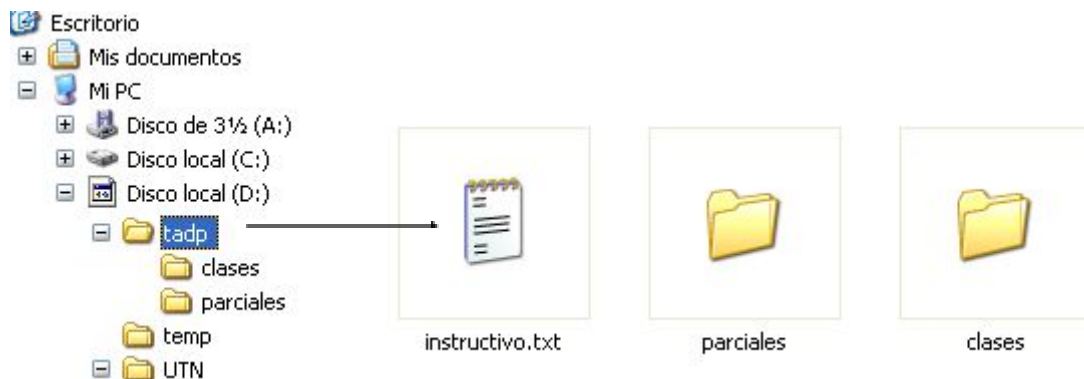 Escritorio
Mis documentos
Mi PC
Disco de 3½ (A:)
Disco local (C:)
Disco local (D:)
tadp
clases
parciales
temp
UTN
instructivo.txt
parciales
clases